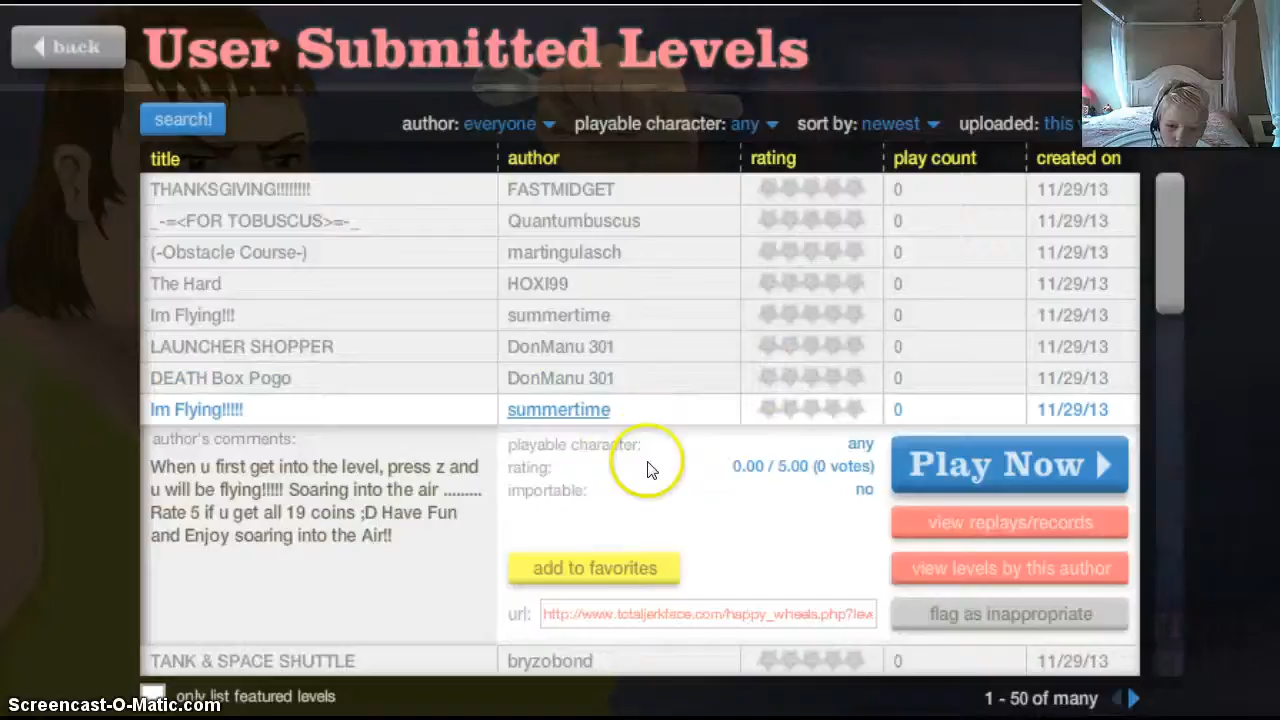 back
User Submitted Levels
search!
author: everyone playable character: any sort by: newest uploaded: this
title author rating play count created on
THANKSGIVING!!!!!!!! FASTMIDGET 0 11/29/13
_-=<FOR TOBUSCUS>=-_ Quantumbuscus 0 11/29/13
(-Obstacle Course-) martingulasch 0 11/29/13
The Hard HOXI99 0 11/29/13
Im Flying!!! summertime 0 11/29/13
LAUNCHER SHOPPER DonManu 301 0 11/29/13
DEATH Box Pogo DonManu 301 0 11/29/13
Im Flying!!!!! summertime 0 11/29/13
author's comments:
When u first get into the level, press z and
u will be flying!!!!! Soaring into the air .........
Rate 5 if u get all 19 coins ;D Have Fun
and Enjoy soaring into the Air!!
playable character: any
rating: 0.00 / 5.00 (0 votes)
importable: no
Play Now
view replays/records
add to favorites
view levels by this author
url: http://www.totaljerkface.com/happy_wheels.php?lev
flag as inappropriate
TANK & SPACE SHUTTLE bryzobond 0 11/29/13
only list featured levels
1 - 50 of many
Screencast-O-Matic.com